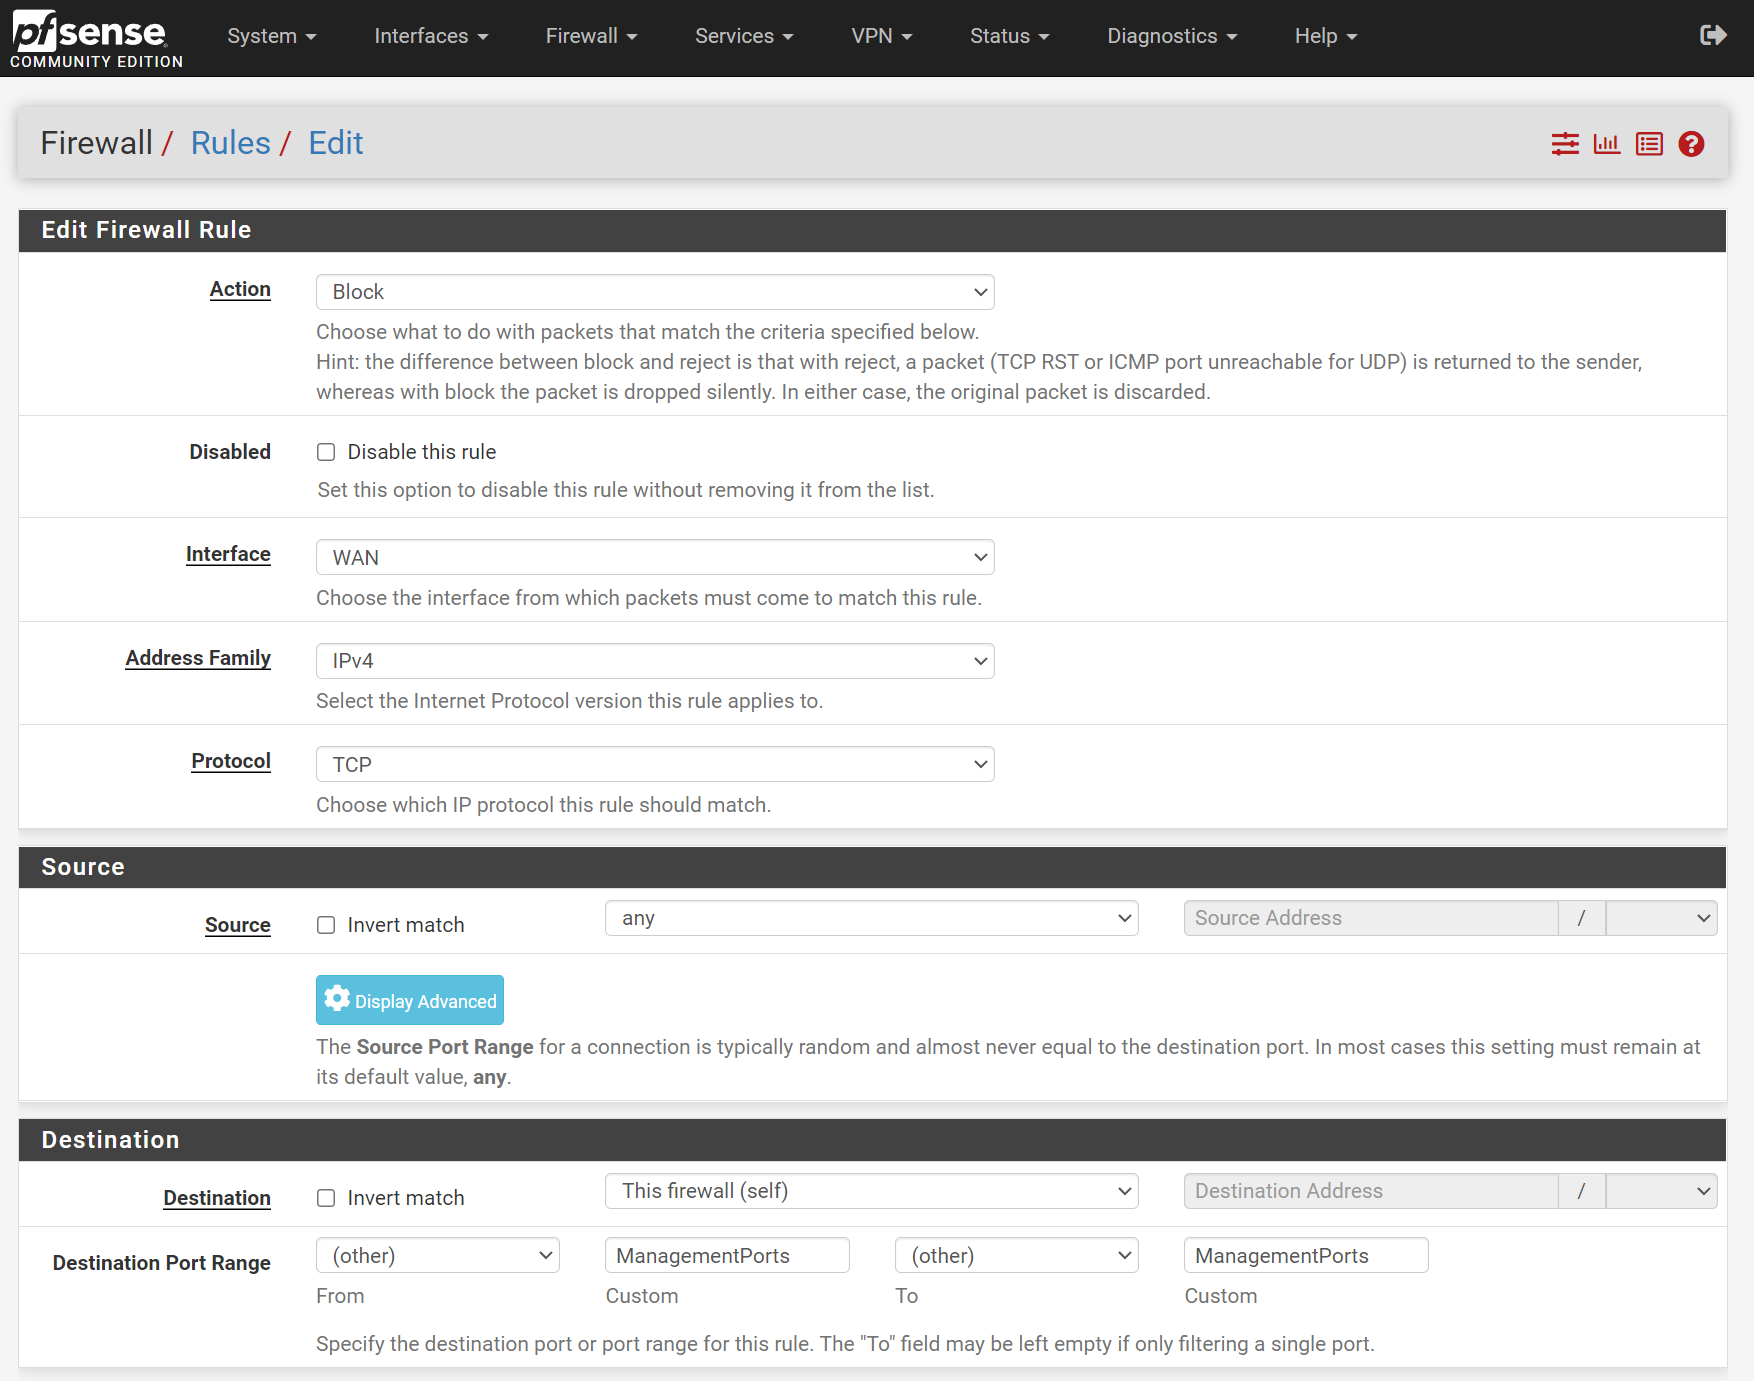 pfsense
COMMUNITY EDITION
System Interfaces Firewall Services VPN Status Diagnostics Help
Firewall / Rules / Edit
Edit Firewall Rule
Action
Block
Choose what to do with packets that match the criteria specified below.
Hint: the difference between block and reject is that with reject, a packet (TCP RST or ICMP port unreachable for UDP) is returned to the sender,
whereas with block the packet is dropped silently. In either case, the original packet is discarded.
Disabled
Disable this rule
Set this option to disable this rule without removing it from the list.
Interface
WAN
Choose the interface from which packets must come to match this rule.
Address Family
IPv4
Select the Internet Protocol version this rule applies to.
Protocol
TCP
Choose which IP protocol this rule should match.
Source
Source
Invert match
any
Source Address /
Display Advanced
The Source Port Range for a connection is typically random and almost never equal to the destination port. In most cases this setting must remain at
its default value, any.
Destination
Destination
Invert match
This firewall (self)
Destination Address /
Destination Port Range
(other) ManagementPorts (other) ManagementPorts
From Custom To Custom
Specify the destination port or port range for this rule. The "To" field may be left empty if only filtering a single port.